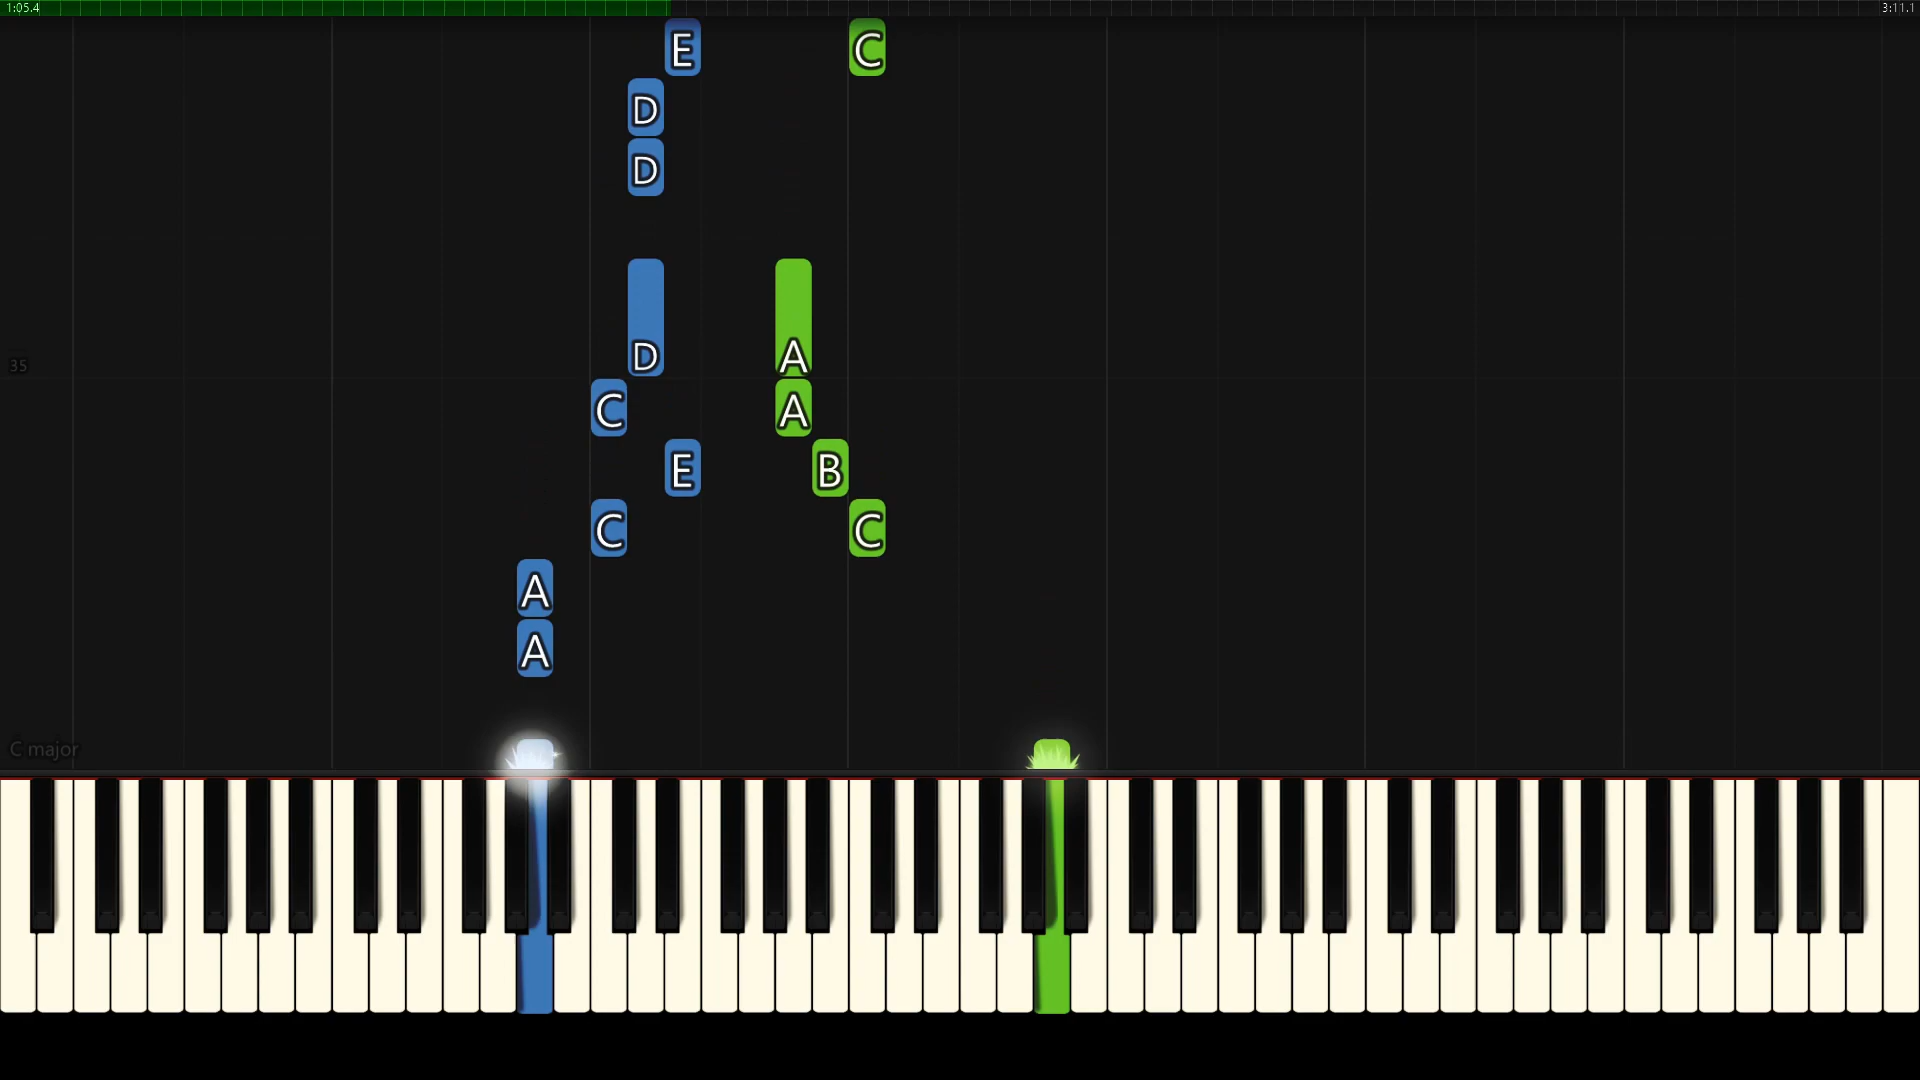 1:05.4 3:11.1
E C
D
D
D A
35
C A
E B
C C
A
A
C major